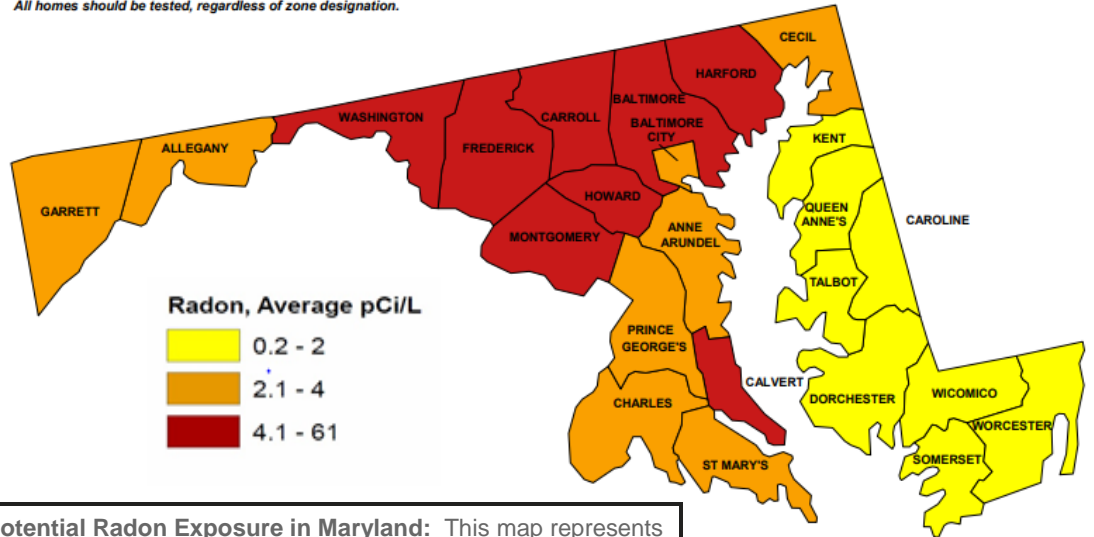 All homes should be tested, regardless of zone designation.
CECIL
HARFORD
BALTIMORE
WASHINGTON
CARROLL
BALTIMORE
CITY
KENT
ALLEGANY
FREDERICK
HOWARD
GARRETT
QUEEN
ANNE'S
CAROLINE
ANNE
ARUNDEL
MONTGOMERY
TALBOT
Radon, Average pCi/L
0.2 - 2
2.1 - 4
4.1 - 61
PRINCE
GEORGE'S
CALVERT
WICOMICO
DORCHESTER
CHARLES
WORCESTER
SOMERSET
ST MARY'S
otential Radon Exposure in Maryland: This map represents